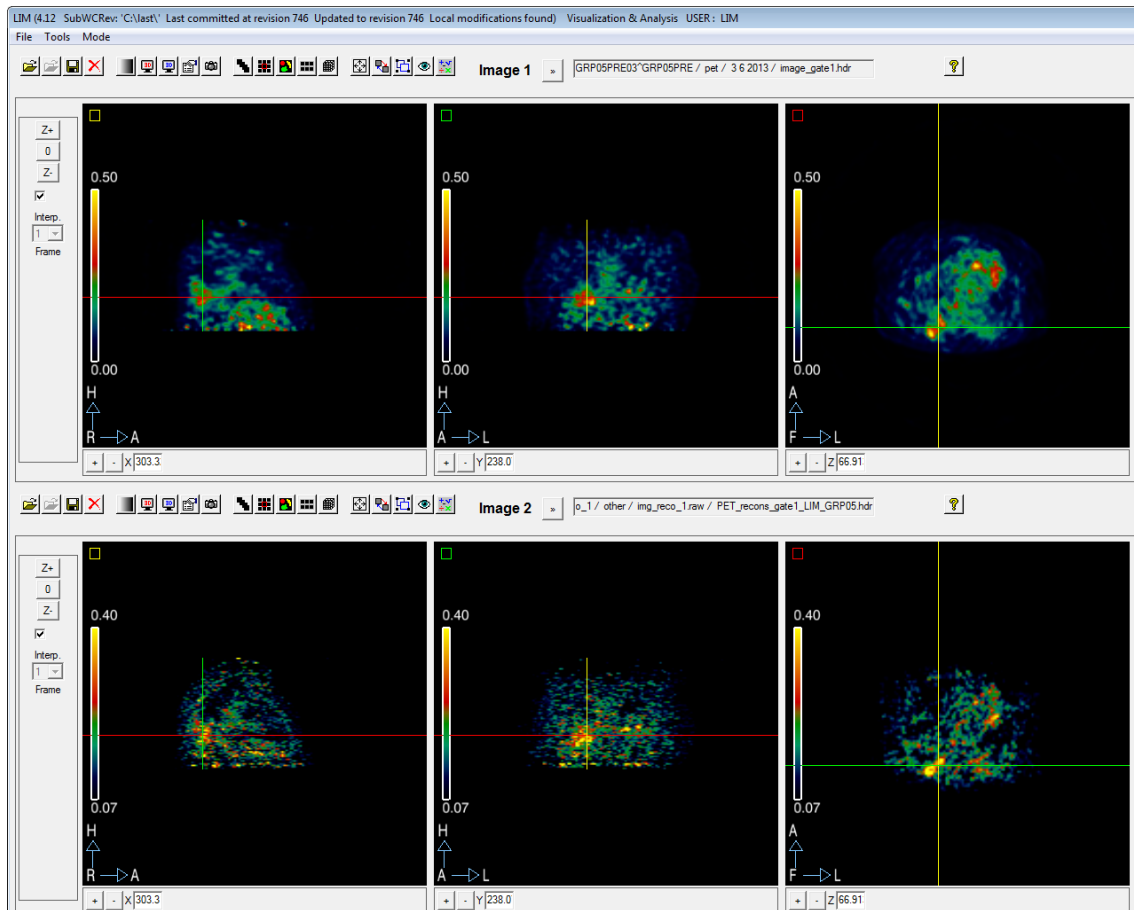 LIM (4.12 SubWCRev: 'C:\last\' Last committed at revision 746 Updated to revision 746 Local modifications found) Visualization & Analysis USER : LIM
File Tools Mode
Image 1 » GRP05PRE03^GRP05PRE / pet / 3 6 2013 / image_gate1.hdr ?
Z+
0
Z-
Interp.
1
Frame
0.50
0.00
H
R A
0.50
0.00
H
A L
0.50
0.00
A
F L
+ - X 303.3
+ - Y 238.0
+ - Z 66.91
Image 2 » o_1 / other / img_reco_1.raw / PET_recons_gate1_LIM_GRP05.hdr ?
Z+
0
Z-
Interp.
1
Frame
0.40
0.07
H
R A
0.40
0.07
H
A L
0.40
0.07
A
F L
+ - X 303.3
+ - Y 238.0
+ - Z 66.91